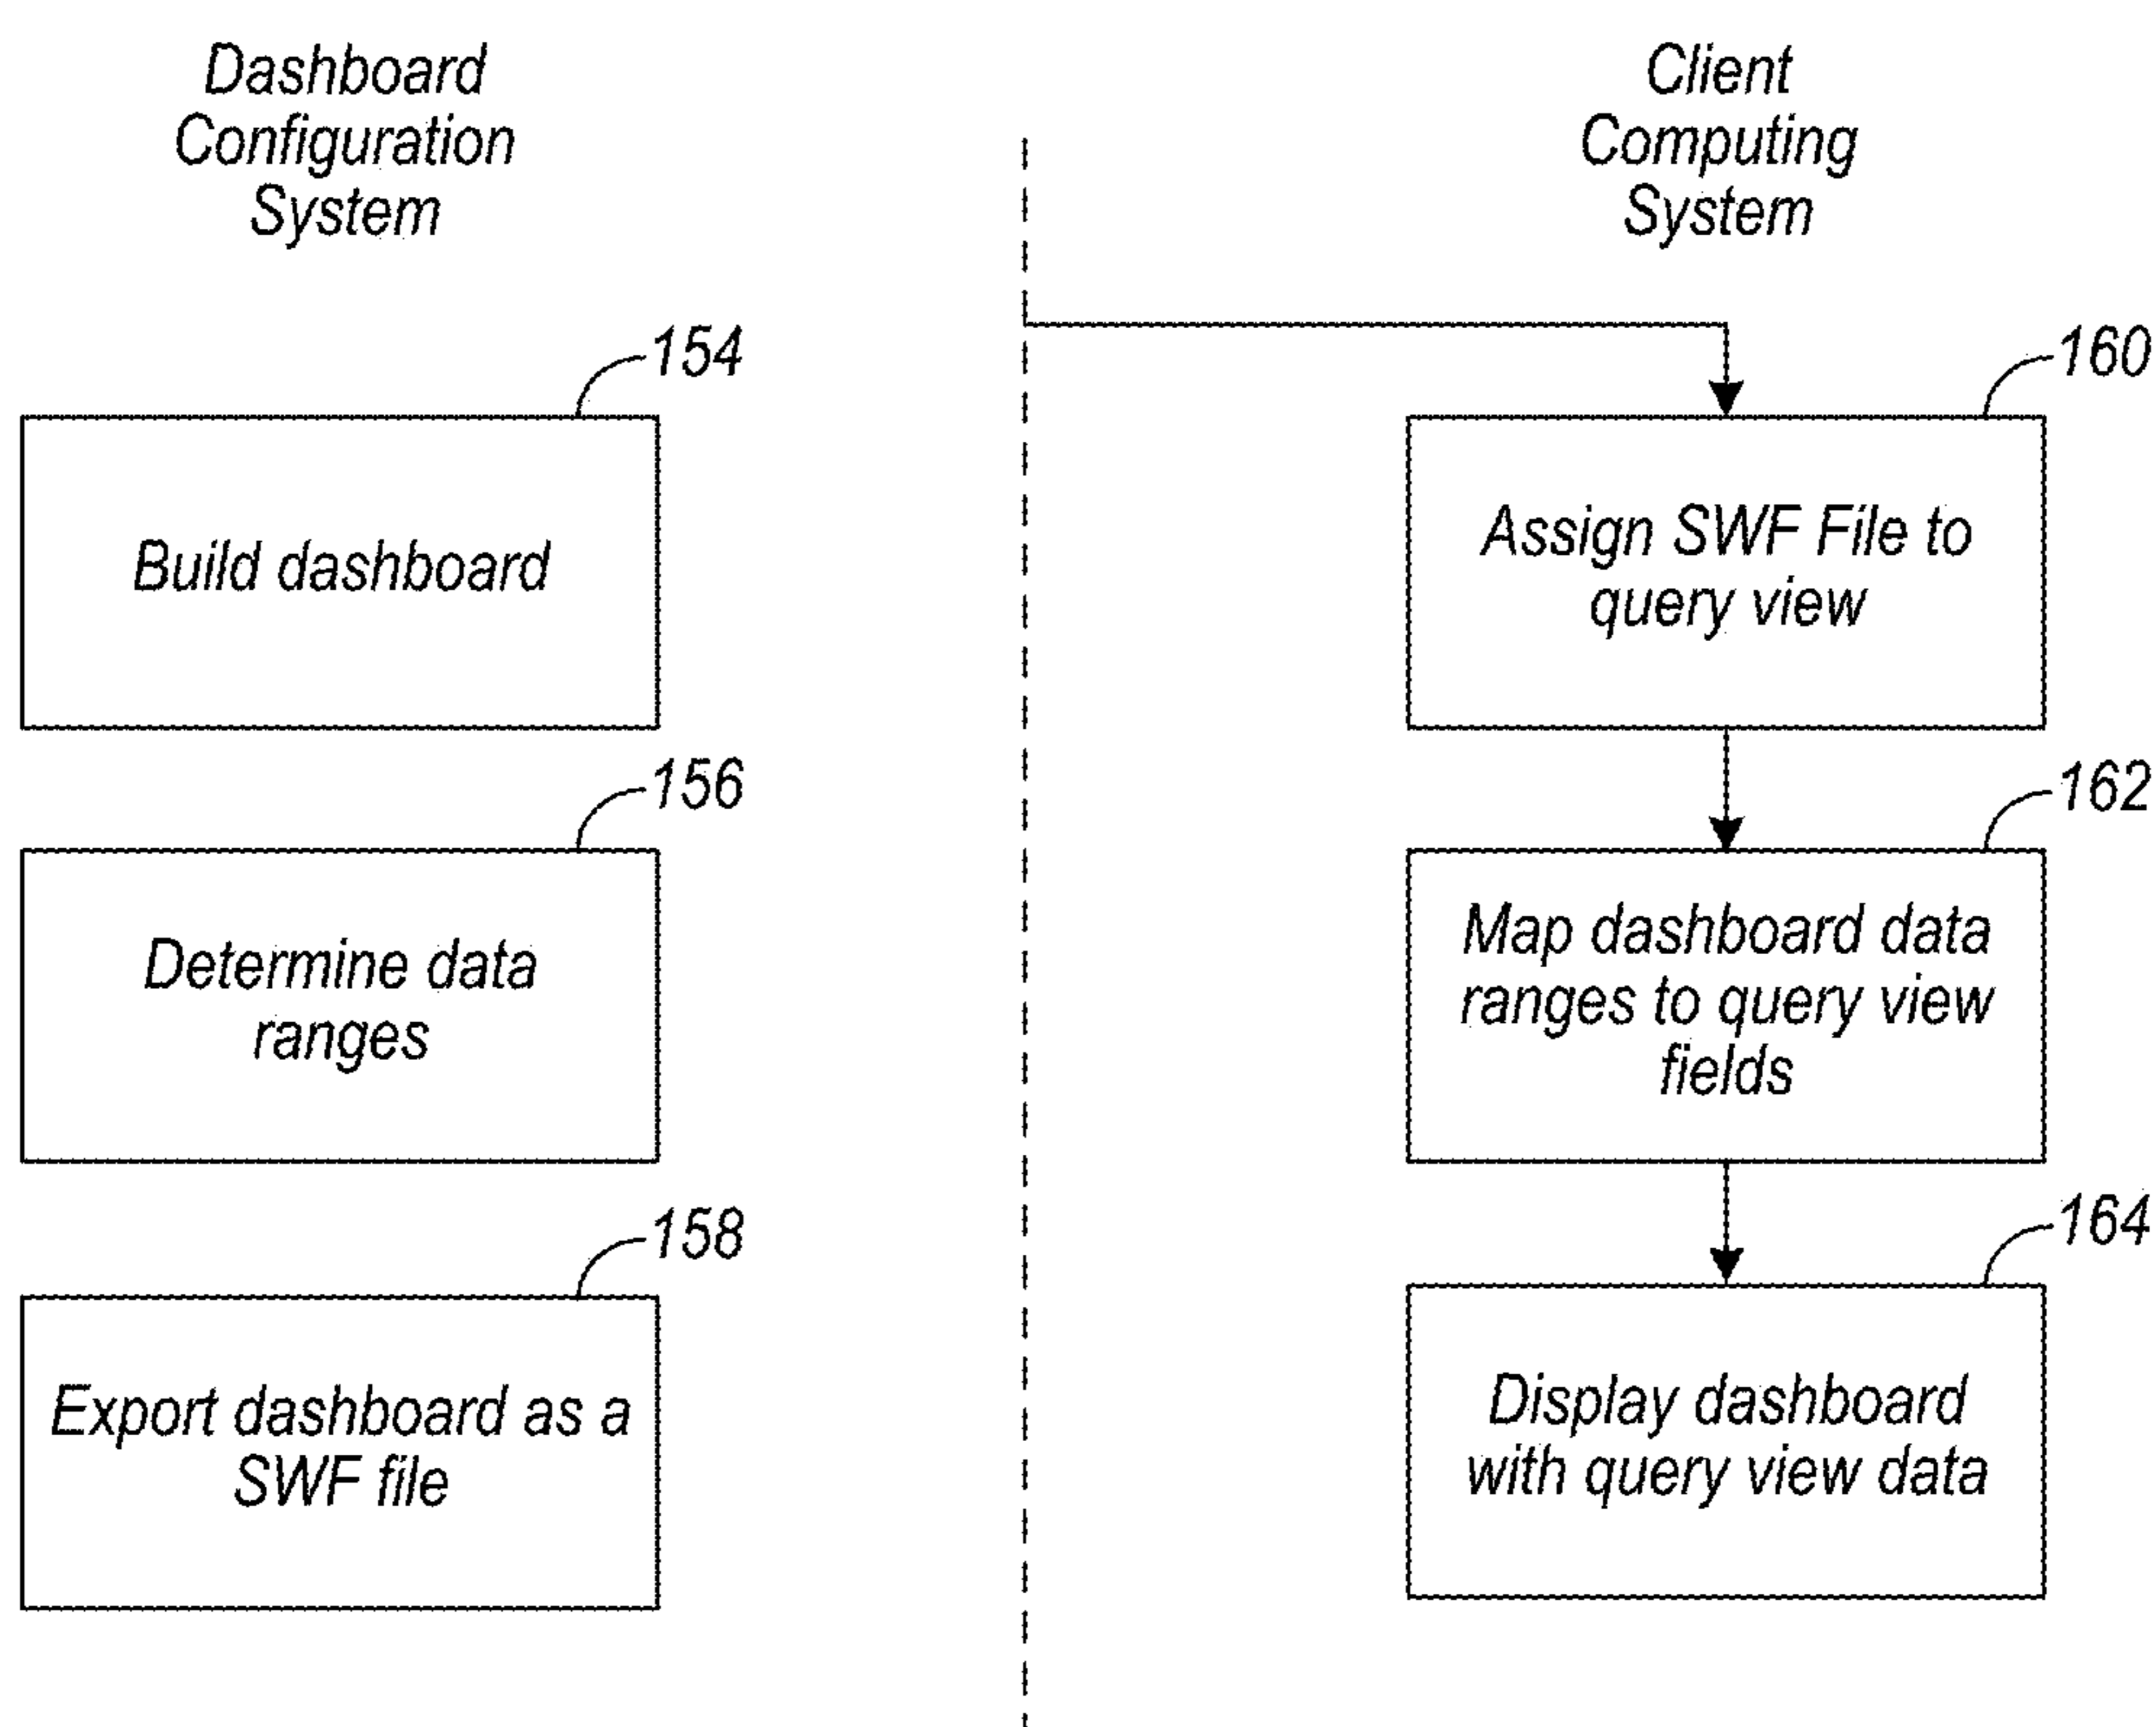 Dashboard
Configuration
System
154
Build dashboard
156
Determine data
ranges
158
Export dashboard as a
SWF file
Client
Computing
System
160
Assign SWF File to
query view
162
Map dashboard data
ranges to query view
fields
164
Display dashboard
with query view data